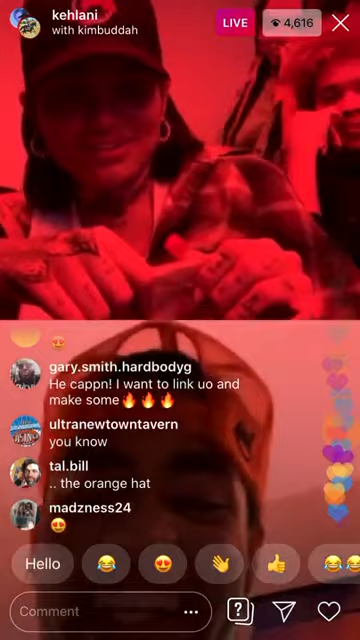 kehlani
with kimbuddah
LIVE
4,616
gary.smith.hardbodyg
He cappn! I want to link uo and
make some🔥🔥🔥
ultranewtowntavern
you know
tal.bill
.. the orange hat
madzness24
😍
Hello 😂 😍 👋 👍 😂😂
Comment